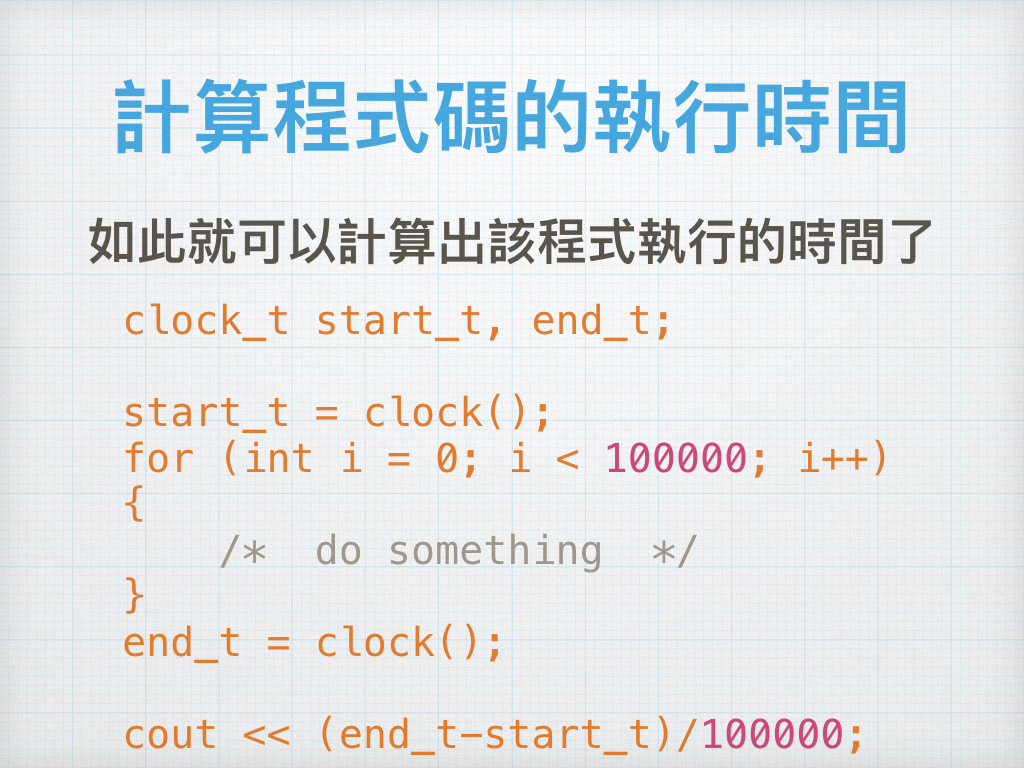 計算程式碼的執行時間
如此就可以計算出該程式執行的時間了
clock_t start_t, end_t;
start_t = clock();
for (int i = 0; i < 100000; i++)
{
    /*  do something  */
}
end_t = clock();
cout << (end_t-start_t)/100000;